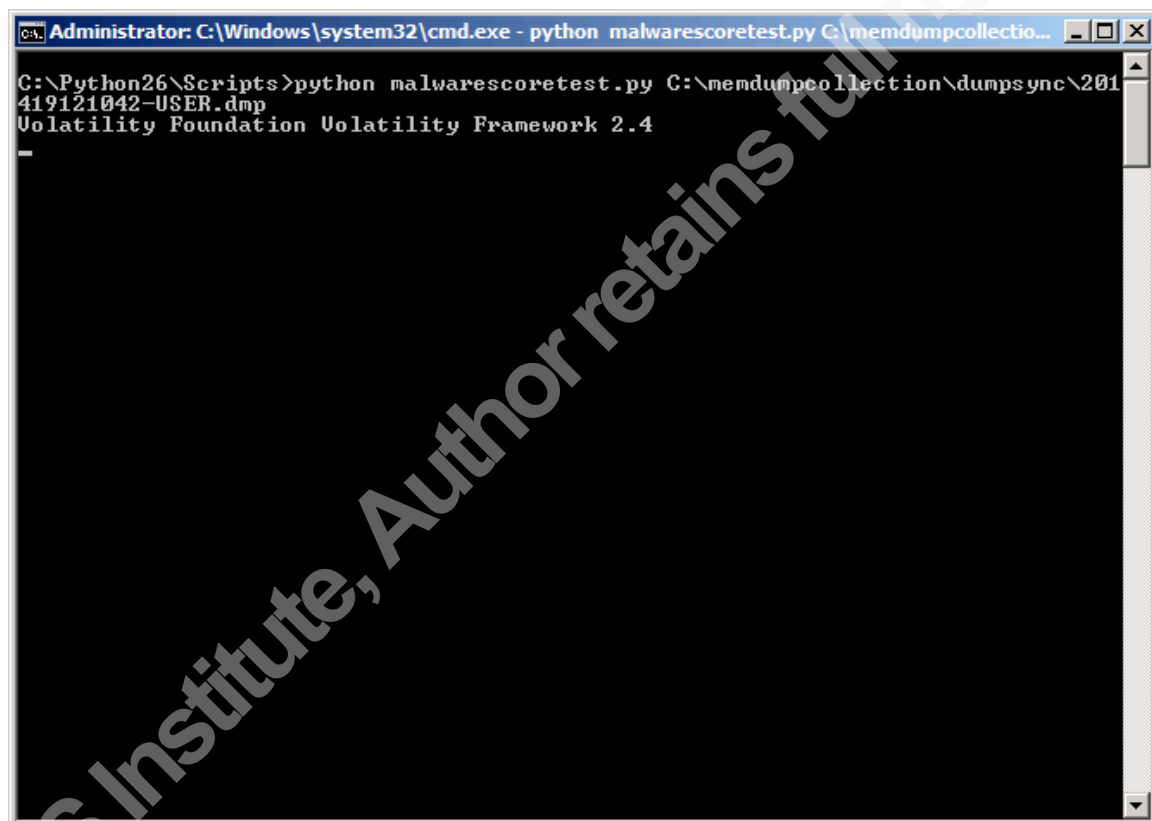 Administrator: C:\Windows\system32\cmd.exe - python malwarescoretest.py C:\memdumpcollectio...
C:\Python26\Scripts>python malwarescoretest.py C:\memdumpcollection\dumpsync\201
419121042-USER.dmp
Volatility Foundation Volatility Framework 2.4
Institute, Author retains full